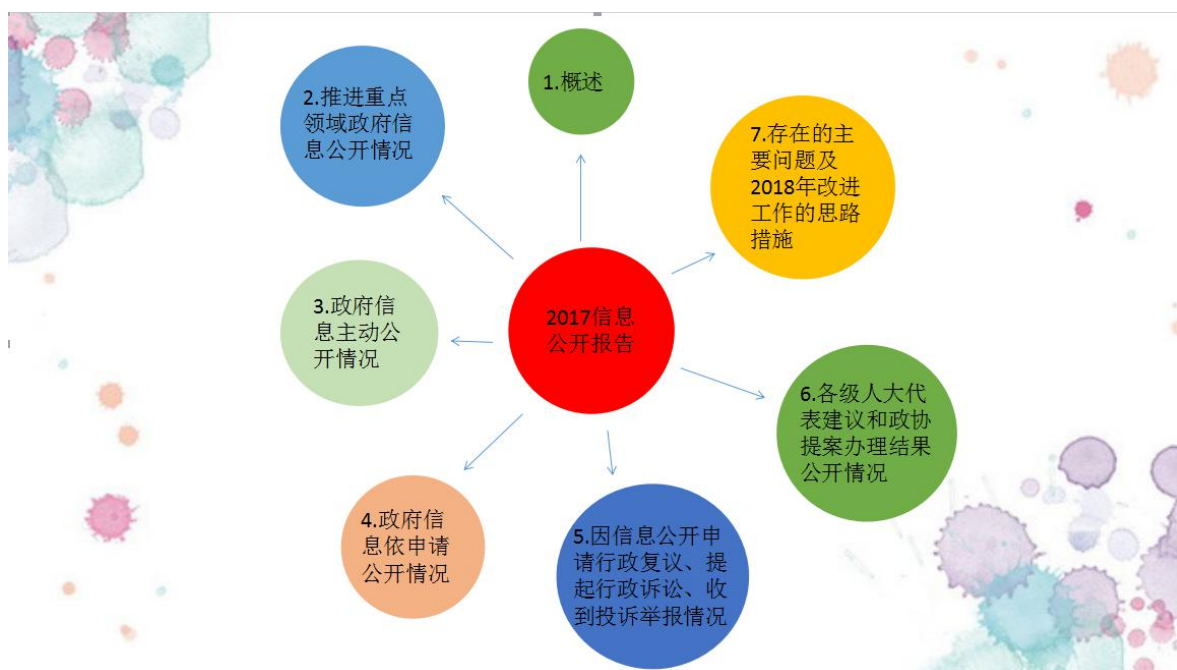 1.概述
2.推进重点
领域政府信
息公开情况
7.存在的主
要问题及
2018年改进
工作的思路
措施
3.政府信
息主动公
开情况
2017信息
公开报告
6.各级人大代
表建议和政协
提案办理结果
公开情况
4.政府信
息依申请
公开情况
5.因信息公开申
请行政复议、提
起行政诉讼、收
到投诉举报情况